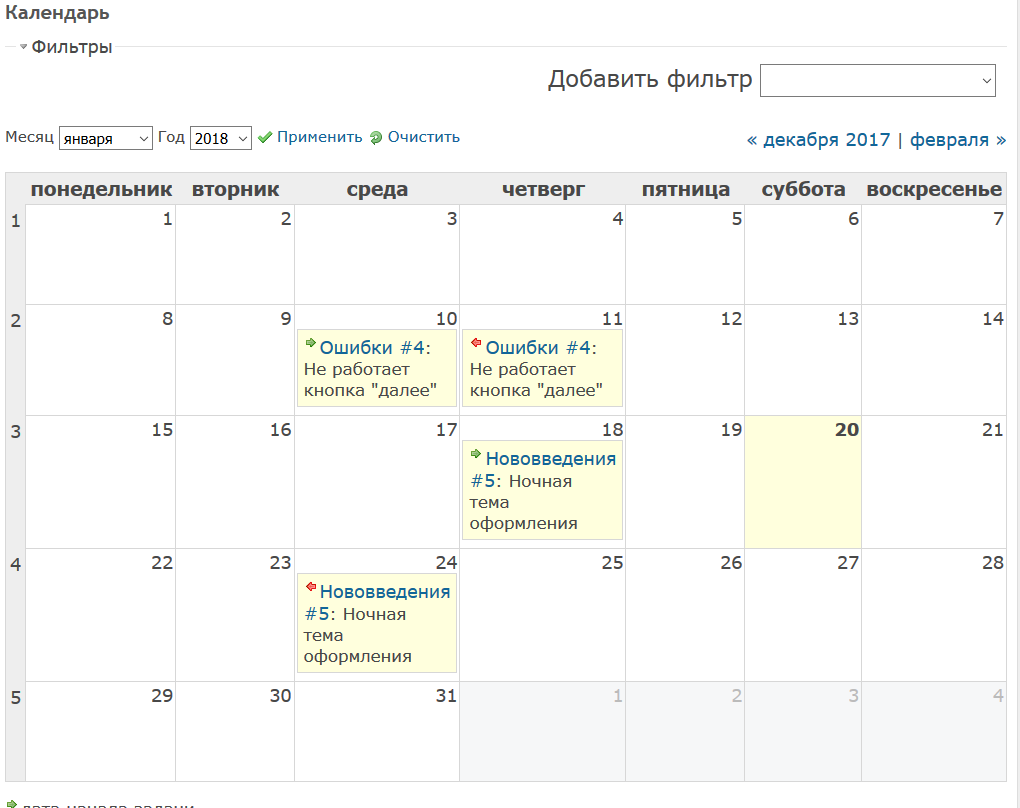 Календарь
Фильтры
Добавить фильтр
Месяц января Год 2018 Применить Очистить
« декабря 2017 | февраля »
понедельник вторник среда четверг пятница суббота воскресенье
1 1 2 3 4 5 6 7
2 8 9 10 11 12 13 14
Ошибки #4:
Не работает
кнопка "далее"
Ошибки #4:
Не работает
кнопка "далее"
3 15 16 17 18 19 20 21
Нововведения
#5: Ночная
тема
оформления
4 22 23 24 25 26 27 28
Нововведения
#5: Ночная
тема
оформления
5 29 30 31 1 2 3 4
дата начала задачи